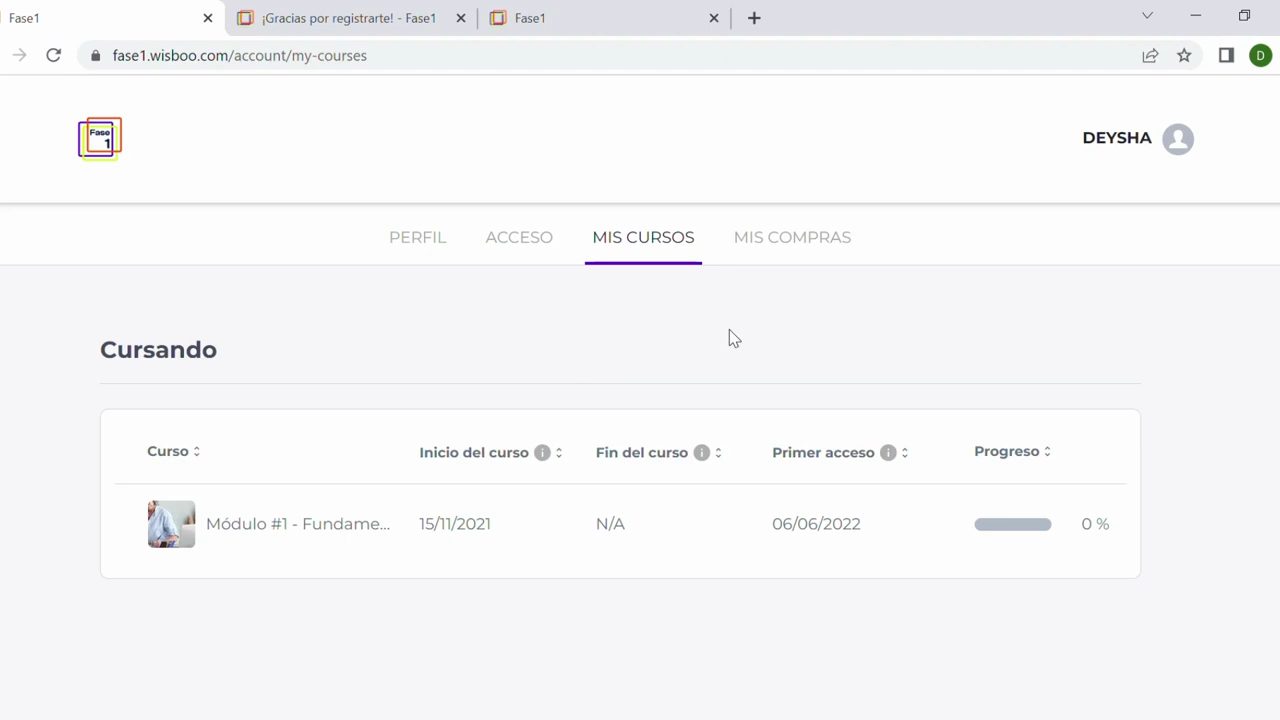 Fase1
¡Gracias por registrarte! - Fase1
Fase1
fase1.wisboo.com/account/my-courses
D
Fase
1
DEYSHA
PERFIL ACCESO MIS CURSOS MIS COMPRAS
Cursando
Curso Inicio del curso Fin del curso Primer acceso Progreso
Módulo #1 - Fundame... 15/11/2021 N/A 06/06/2022 0 %